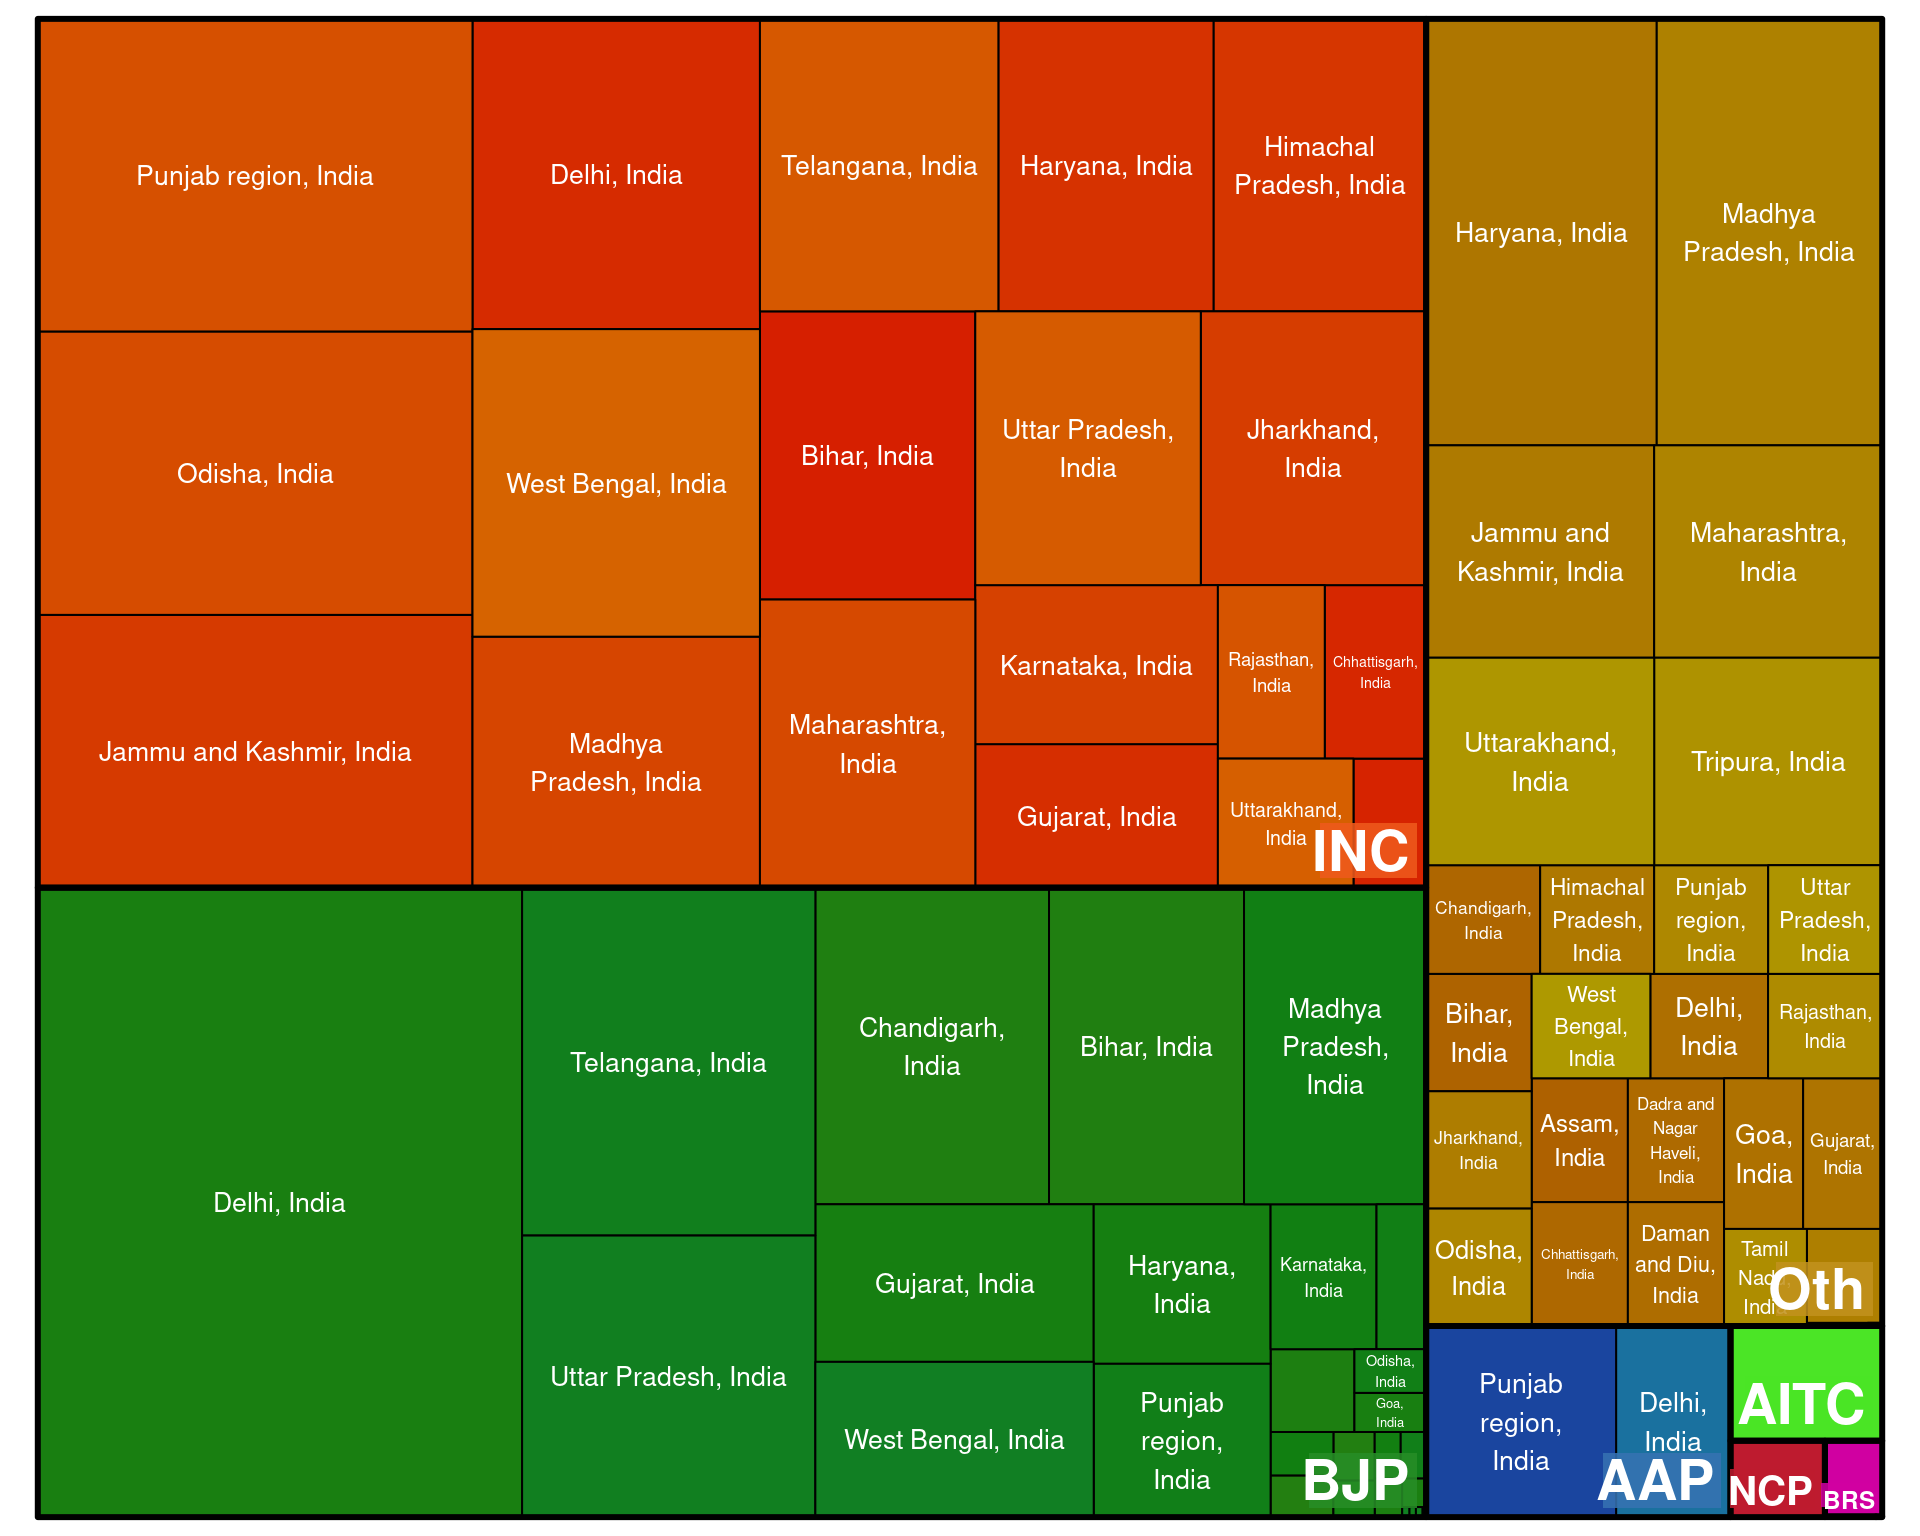 Punjab region, India
Odisha, India
Jammu and Kashmir, India
Delhi, India
West Bengal, India
Madhya
Pradesh, India
Telangana, India
Haryana, India
Himachal
Pradesh, India
Bihar, India
Uttar Pradesh,
India
Jharkhand,
India
Maharashtra,
India
Karnataka, India
Gujarat, India
Rajasthan,
India
Chhattisgarh,
India
Uttarakhand,
India
INC
Delhi, India
Telangana, India
Uttar Pradesh, India
Chandigarh,
India
Bihar, India
Madhya
Pradesh,
India
Gujarat, India
West Bengal, India
Haryana,
India
Punjab
region,
India
Karnataka,
India
Odisha,
India
Goa,
India
BJP
Haryana, India
Madhya
Pradesh, India
Jammu and
Kashmir, India
Maharashtra,
India
Uttarakhand,
India
Tripura, India
Chandigarh,
India
Himachal
Pradesh,
India
Punjab
region,
India
Uttar
Pradesh,
India
Bihar,
India
West
Bengal,
India
Delhi,
India
Rajasthan,
India
Jharkhand,
India
Assam,
India
Dadra and
Nagar
Haveli,
India
Goa,
India
Gujarat,
India
Odisha,
India
Chhattisgarh,
India
Daman
and Diu,
India
Tamil
Nadu,
India
Oth
Punjab
region,
India
Delhi,
India
AAP
AITC
NCP
BRS